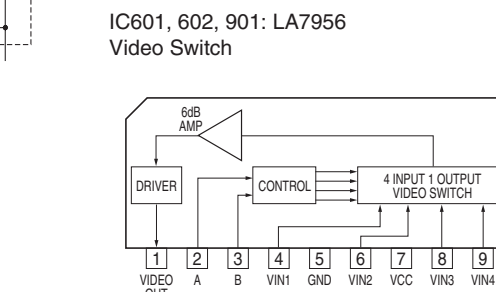 IC601, 602, 901: LA7956
Video Switch
6dB
AMP
DRIVER
CONTROL
4 INPUT 1 OUTPUT
VIDEO SWITCH
1 2 3 4 5 6 7 8 9
VIDEO A B VIN1 GND VIN2 VCC VIN3 VIN4
OUT